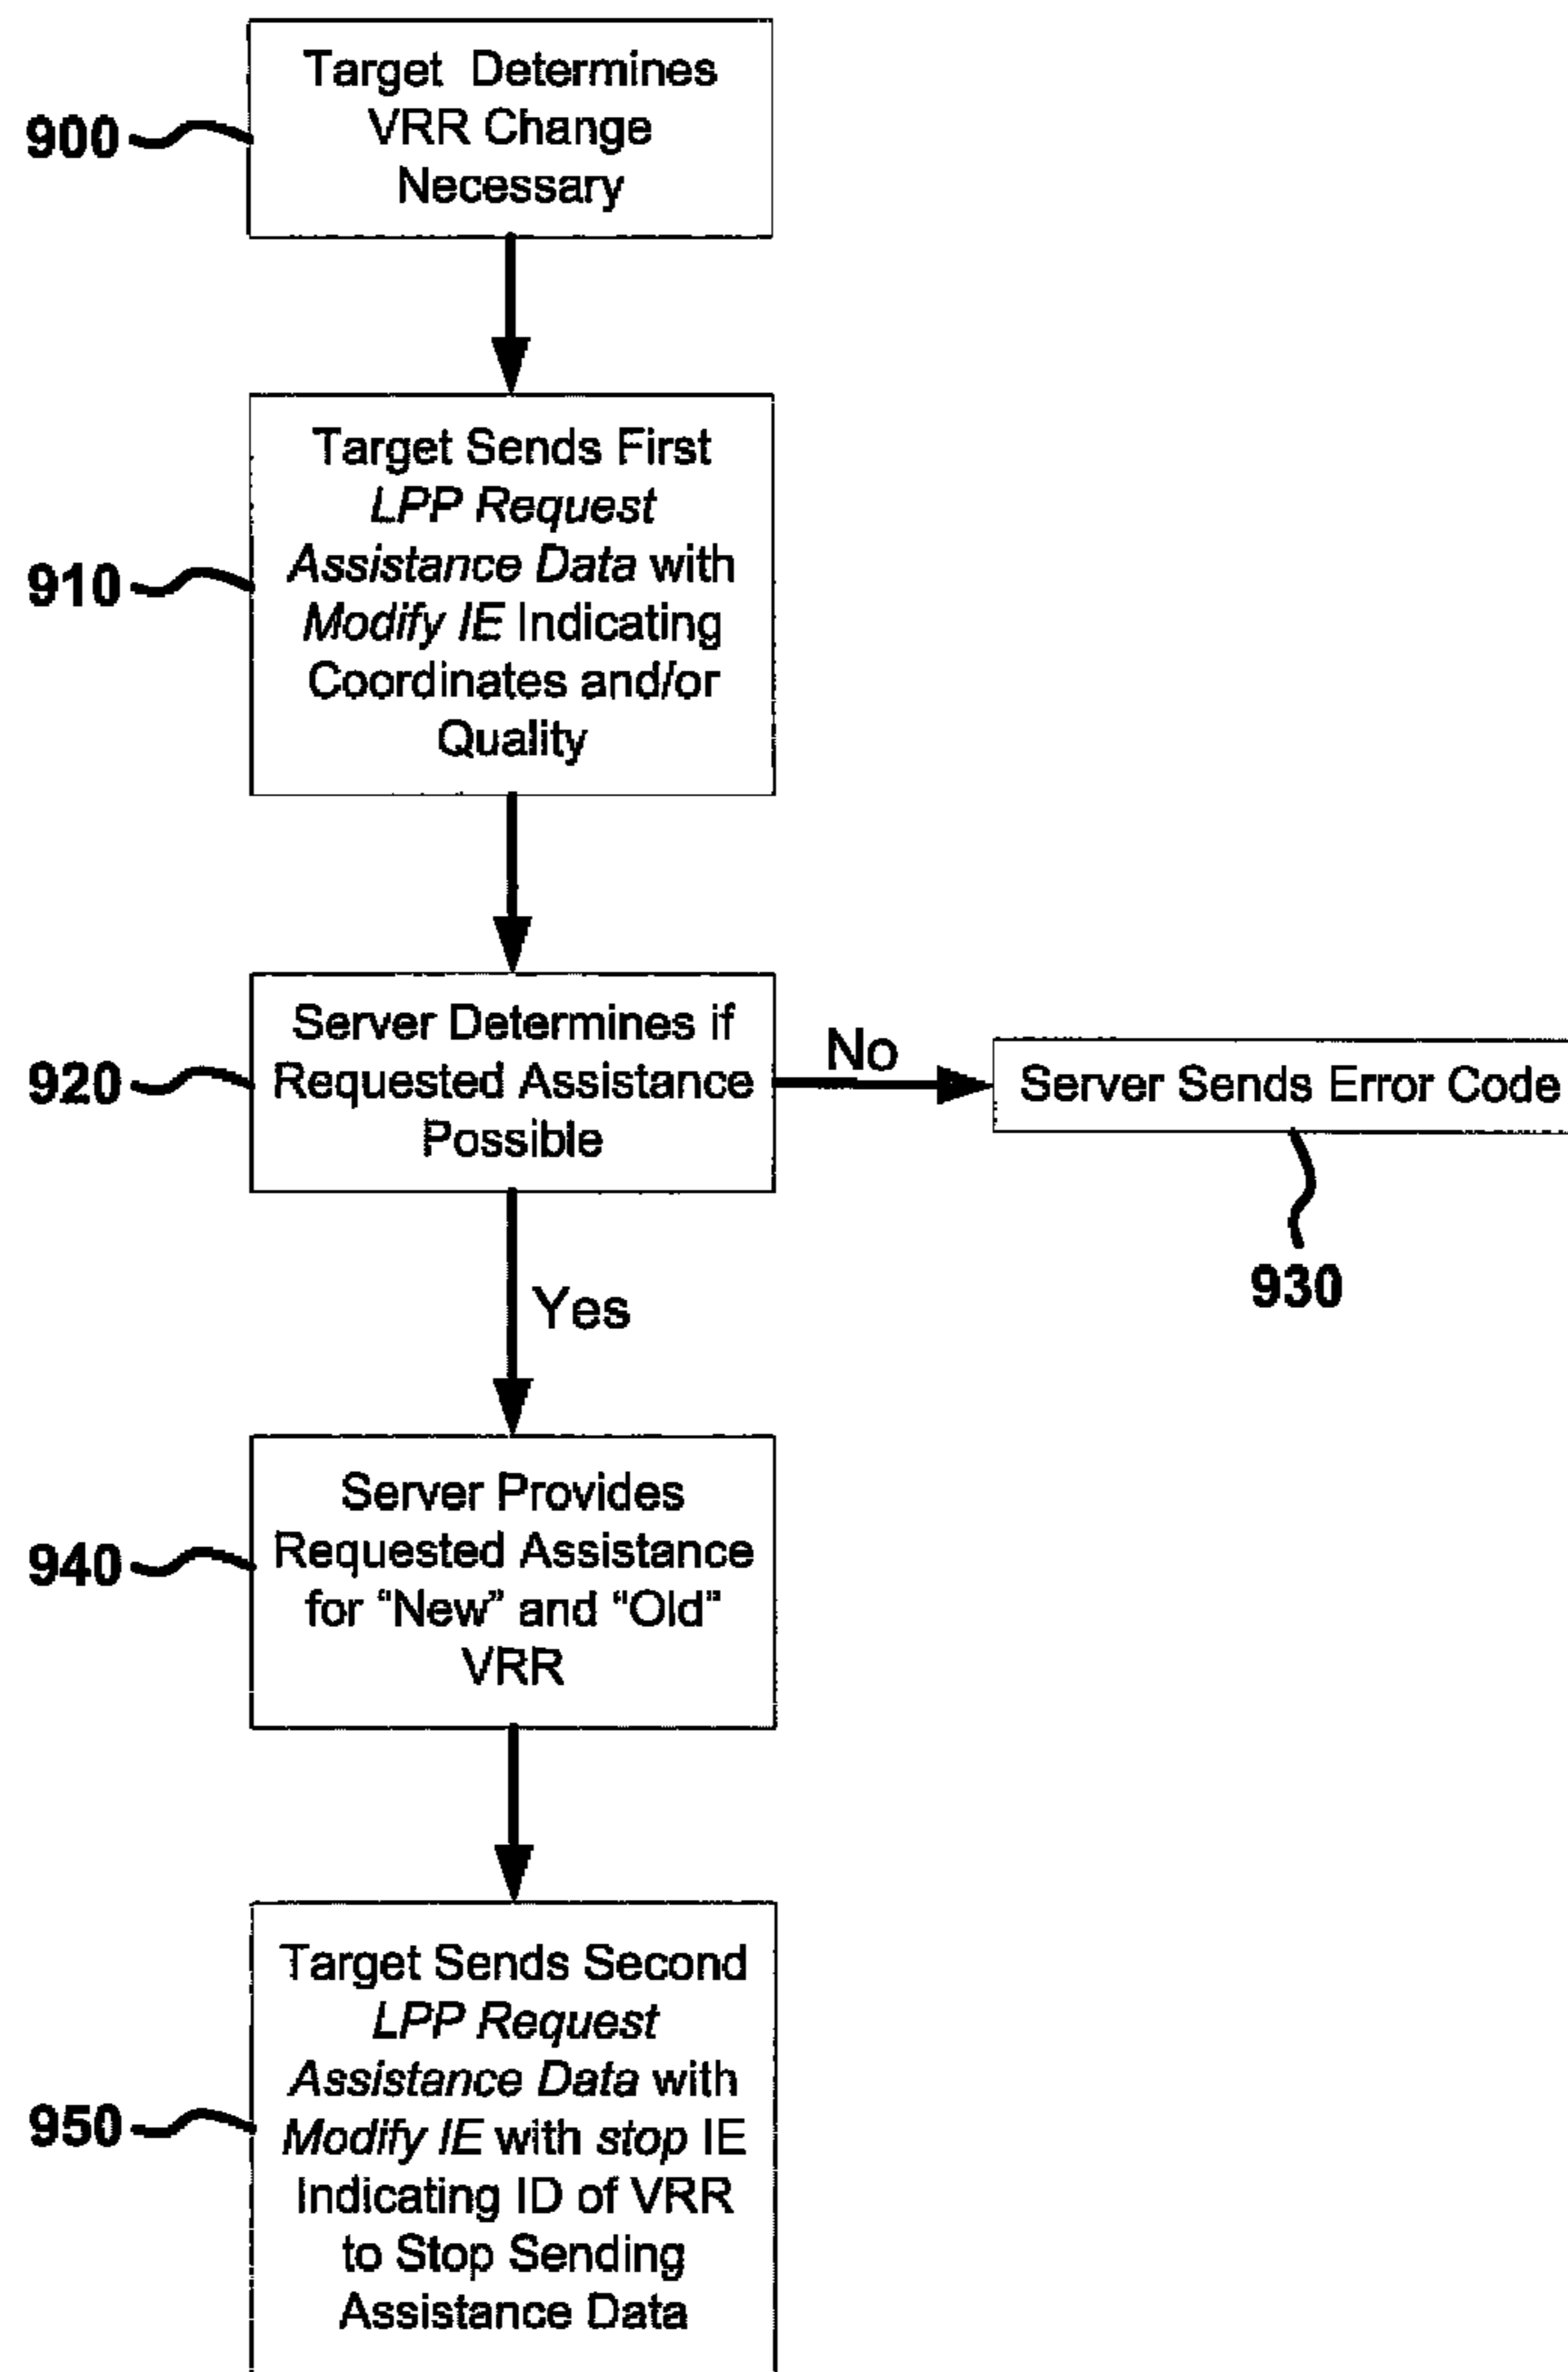 Target Determines
VRR Change
Necessary
900
Target Sends First
LPP Request
Assistance Data with
Modify IE Indicating
Coordinates and/or
Quality
910
Server Determines if
Requested Assistance
Possible
920
No
Server Sends Error Code
930
Yes
Server Provides
Requested Assistance
for “New” and “Old”
VRR
940
Target Sends Second
LPP Request
Assistance Data with
Modify IE with stop IE
Indicating ID of VRR
to Stop Sending
Assistance Data
950